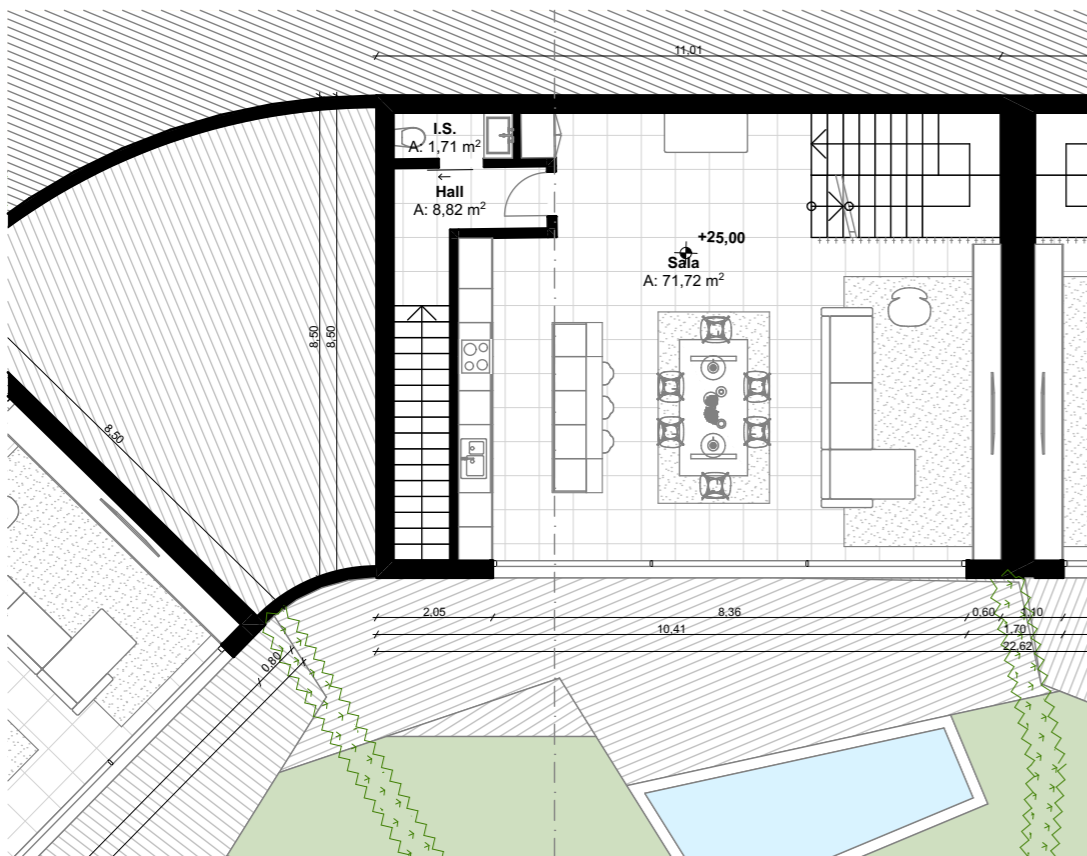 11,01
I.S.
A: 1,71 m²
Hall
A: 8,82 m²
+25,00
Sala
A: 71,72 m²
8,50
8,50
8,50
2,05
8,36
0,60
1,10
10,41
1,70
22,62
0,80